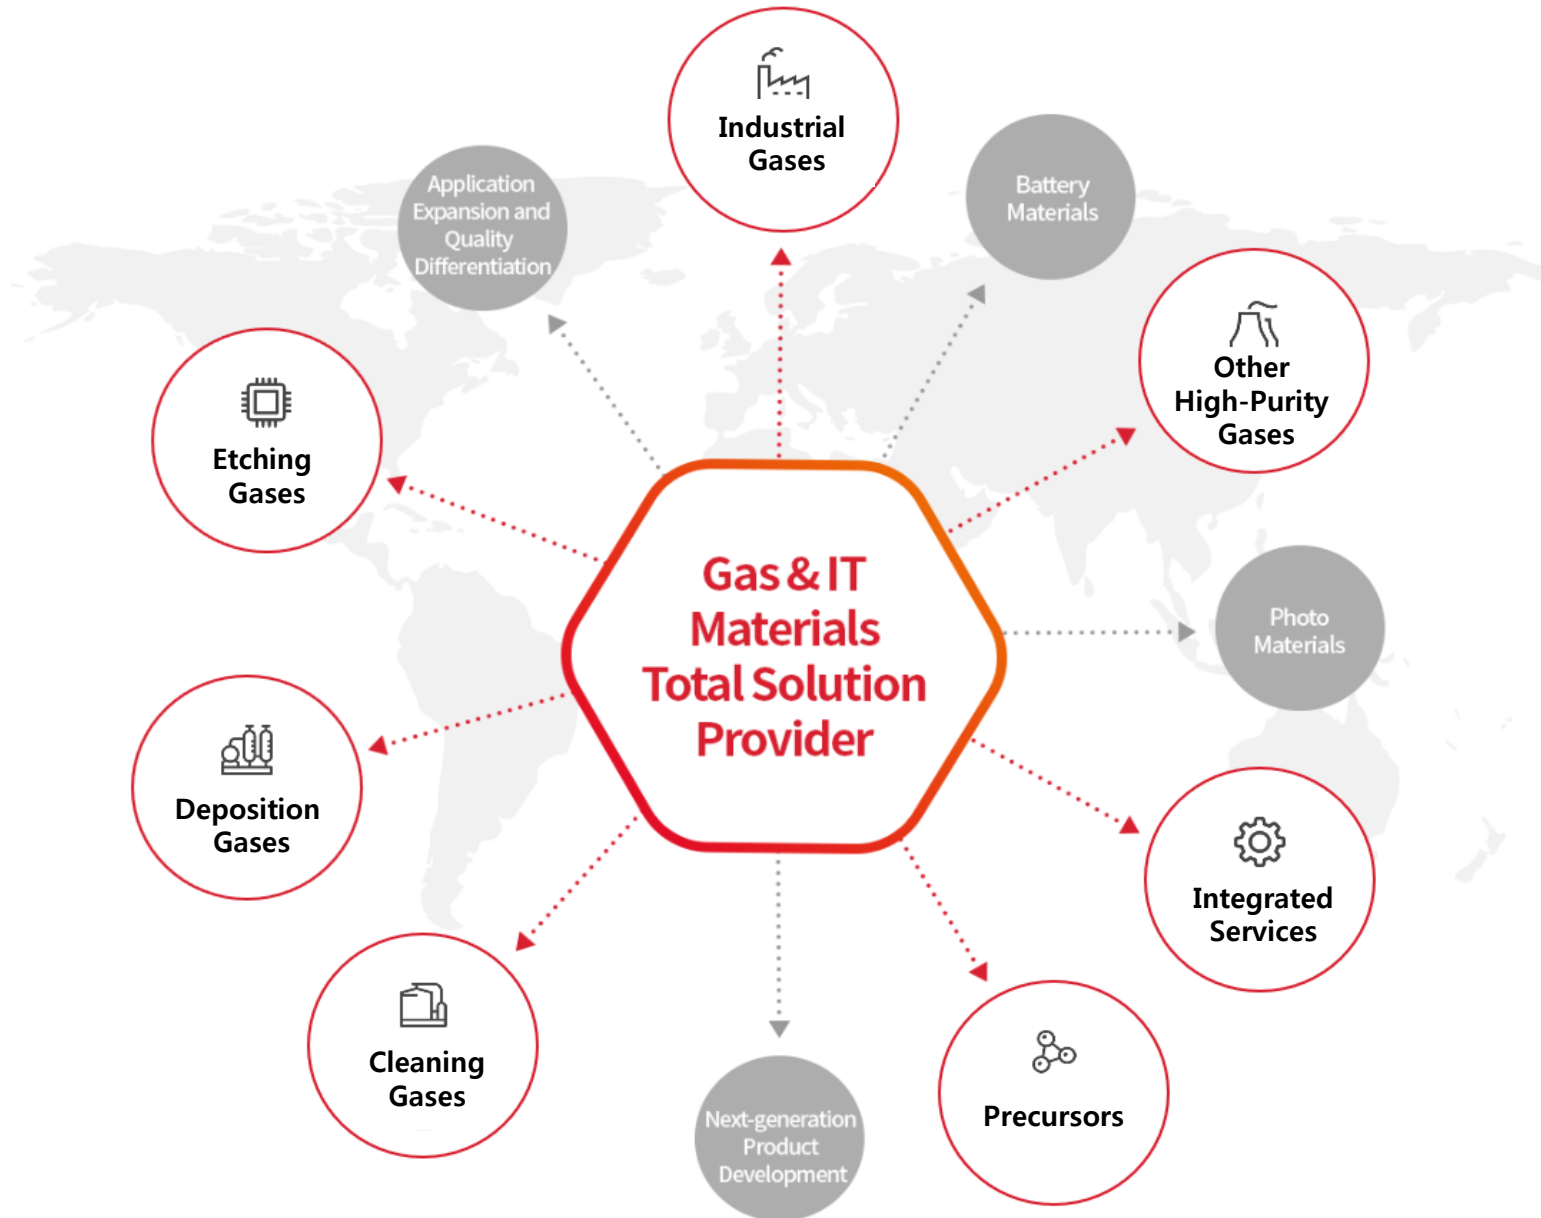 Industrial
Gases
Application
Expansion and
Quality
Differentiation
Battery
Materials
Other
High-Purity
Gases
Etching
Gases
Gas & IT
Materials
Total Solution
Provider
Photo
Materials
Deposition
Gases
Integrated
Services
Cleaning
Gases
Precursors
Next-generation
Product
Development